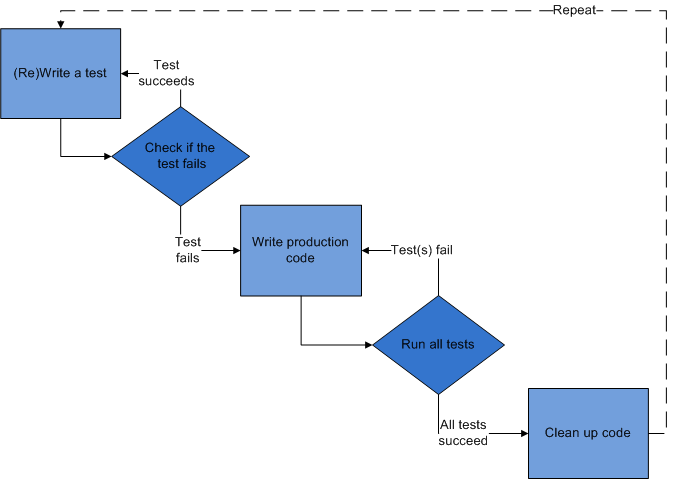 Repeat
(Re)Write a test
Test
succeeds
Check if the
test fails
Test
fails
Write production
code
Test(s) fail
Run all tests
All tests
succeed
Clean up code